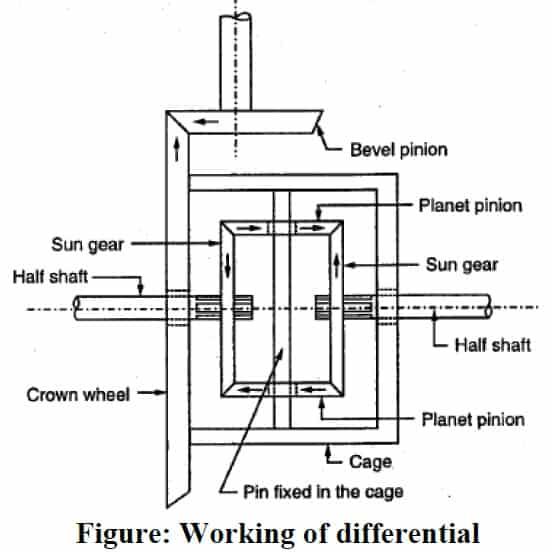 Bevel pinion
Planet pinion
Sun gear
Sun gear
Half shaft
Half shaft
Crown wheel
Planet pinion
Cage
Pin fixed in the cage
Figure: Working of differential